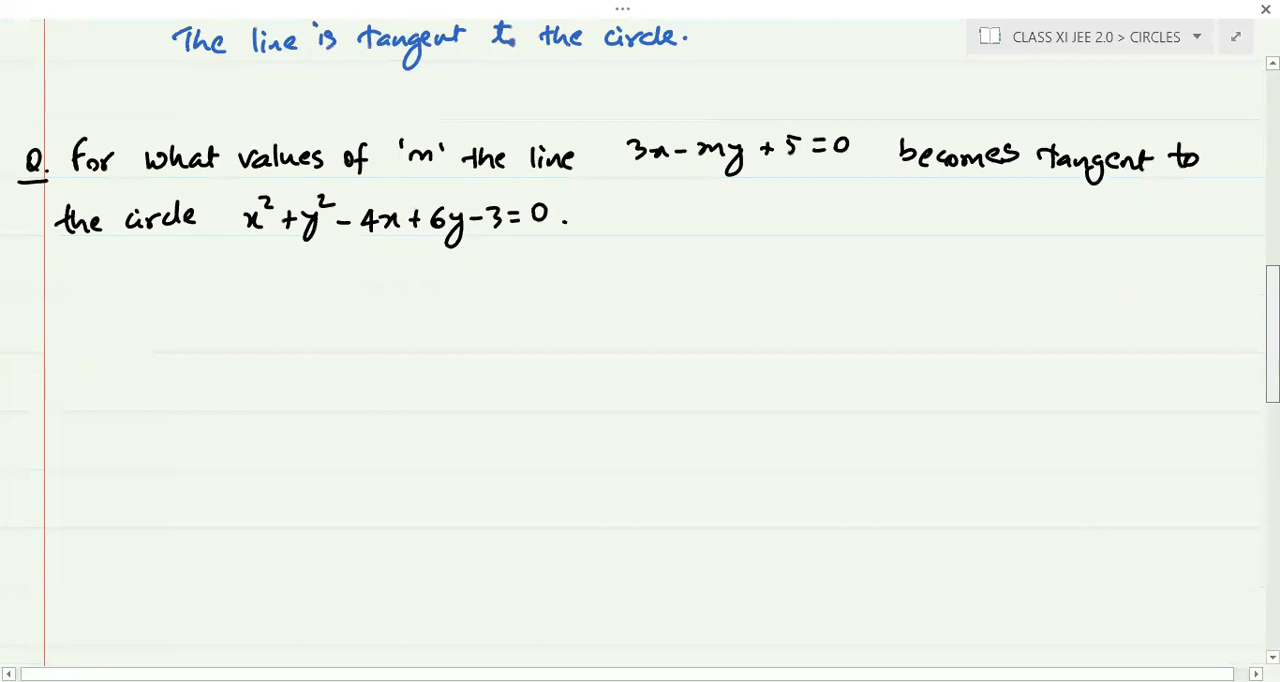 The line is tangent to the circle.
CLASS XI JEE 2.0 > CIRCLES
Q. For what values of 'm' the line 3x - my + 5 = 0 becomes tangent to
the circle x² + y² - 4x + 6y - 3 = 0.